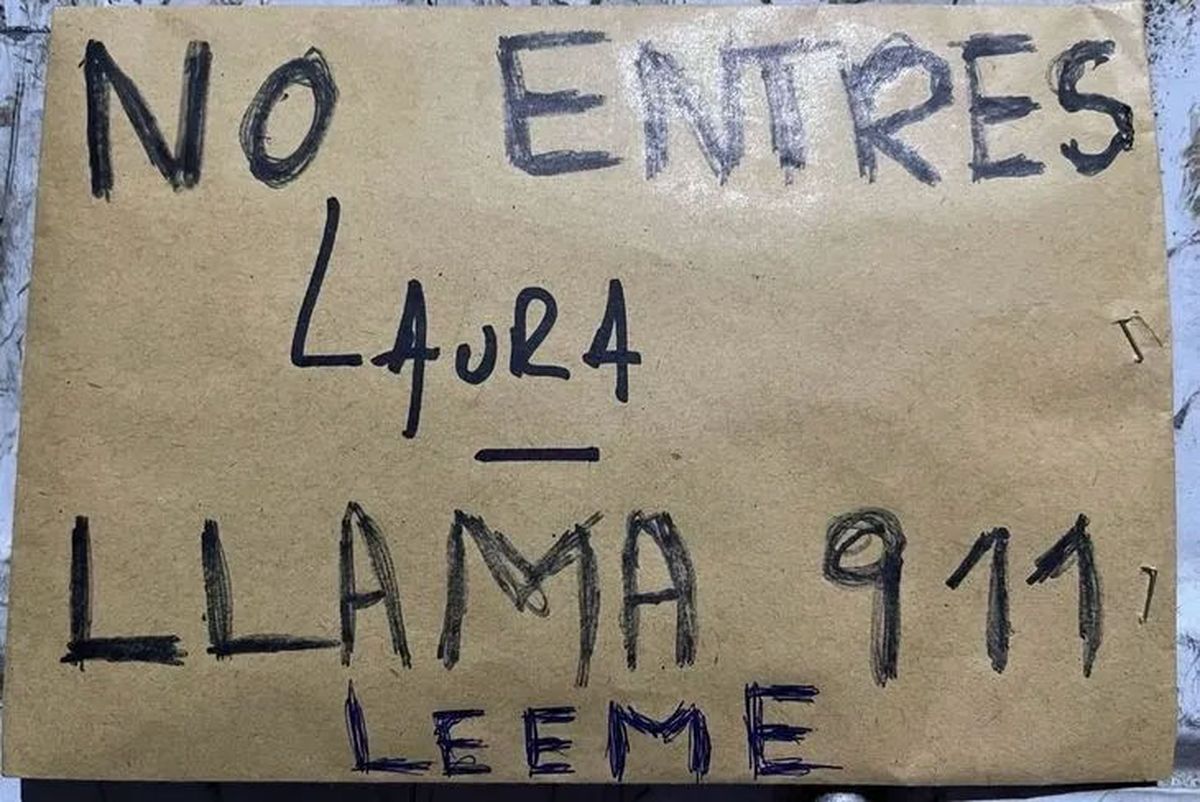 NO ENTRES
LAURA
LLAMA 911
LEEME